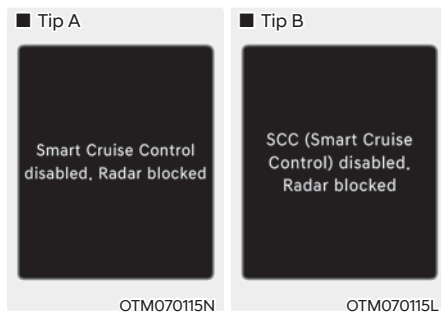 ■ Tip A
Smart Cruise Control
disabled. Radar blocked
OTM070115N
■ Tip B
SCC (Smart Cruise
Control) disabled.
Radar blocked
OTM070115L